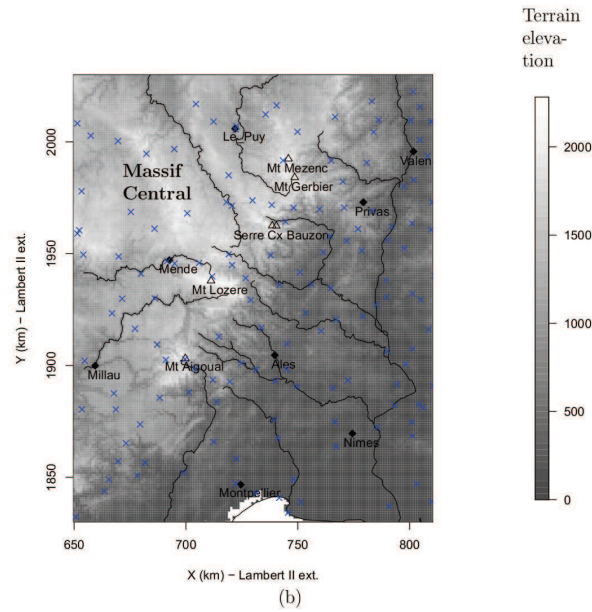 Terrain
eleva-
tion
2000
1950
1900
1850
Y (km) − Lambert II ext.
Le Puy
Valen
Mt Mezenc
Mt Gerbier
Massif
Central
Privas
Serre Cx Bauzon
Mende
Mt Lozere
Ales
Mt Aigoual
Millau
Nimes
Montpellier
650
700
750
800
X (km) − Lambert II ext.
(b)
2000
1500
1000
500
0